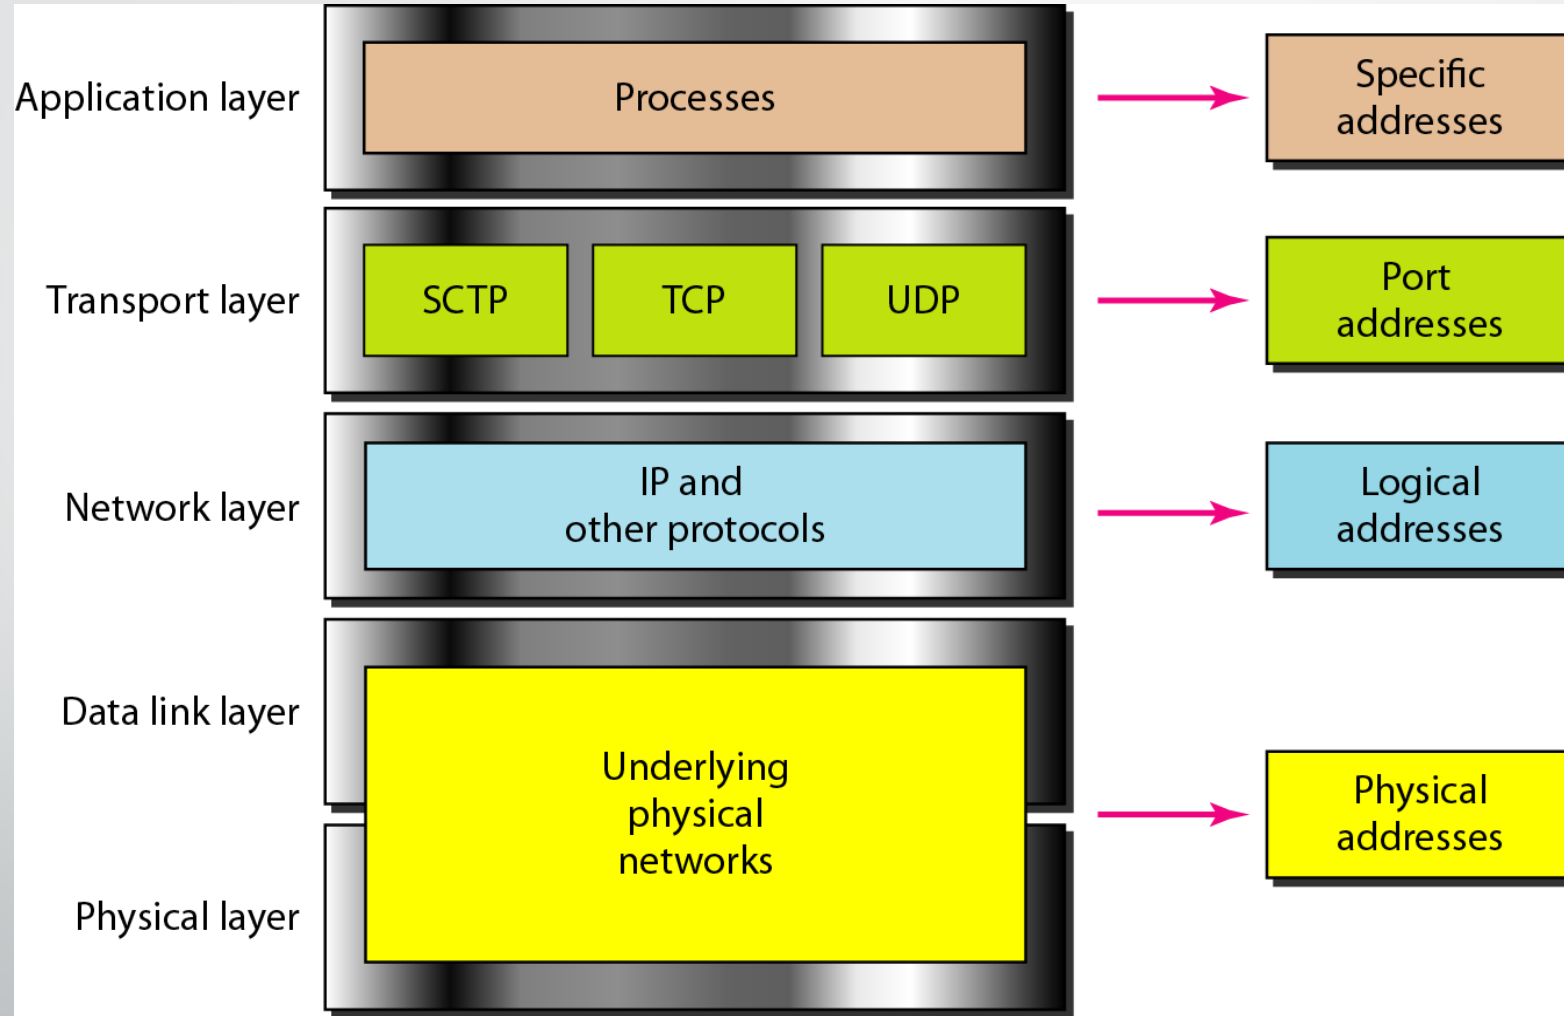 Application layer
Processes
Specific
addresses
Transport layer
SCTP
TCP
UDP
Port
addresses
Network layer
IP and
other protocols
Logical
addresses
Data link layer
Underlying
physical
networks
Physical
addresses
Physical layer